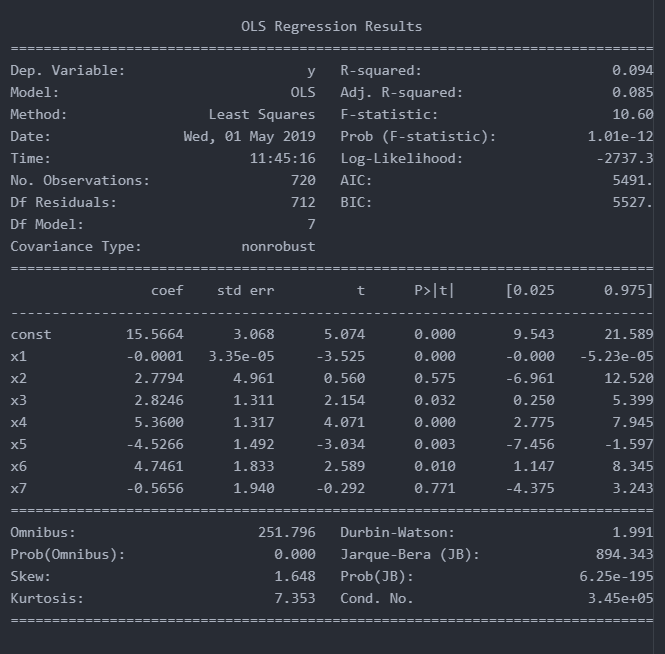 OLS Regression Results
==============================================================================
Dep. Variable:                      y   R-squared:                       0.094
Model:                            OLS   Adj. R-squared:                  0.085
Method:                 Least Squares   F-statistic:                     10.60
Date:                Wed, 01 May 2019   Prob (F-statistic):           1.01e-12
Time:                        11:45:16   Log-Likelihood:                -2737.3
No. Observations:                 720   AIC:                             5491.
Df Residuals:                     712   BIC:                             5527.
Df Model:                           7
Covariance Type:            nonrobust
==============================================================================
                 coef    std err          t      P>|t|      [0.025      0.975]
------------------------------------------------------------------------------
const         15.5664      3.068      5.074      0.000       9.543      21.589
x1            -0.0001   3.35e-05     -3.525      0.000      -0.000   -5.23e-05
x2             2.7794      4.961      0.560      0.575      -6.961      12.520
x3             2.8246      1.311      2.154      0.032       0.250       5.399
x4             5.3600      1.317      4.071      0.000       2.775       7.945
x5            -4.5266      1.492     -3.034      0.003      -7.456      -1.597
x6             4.7461      1.833      2.589      0.010       1.147       8.345
x7            -0.5656      1.940     -0.292      0.771      -4.375       3.243
==============================================================================
Omnibus:                      251.796   Durbin-Watson:                   1.991
Prob(Omnibus):                  0.000   Jarque-Bera (JB):              894.343
Skew:                           1.648   Prob(JB):                    6.25e-195
Kurtosis:                       7.353   Cond. No.                     3.45e+05
==============================================================================